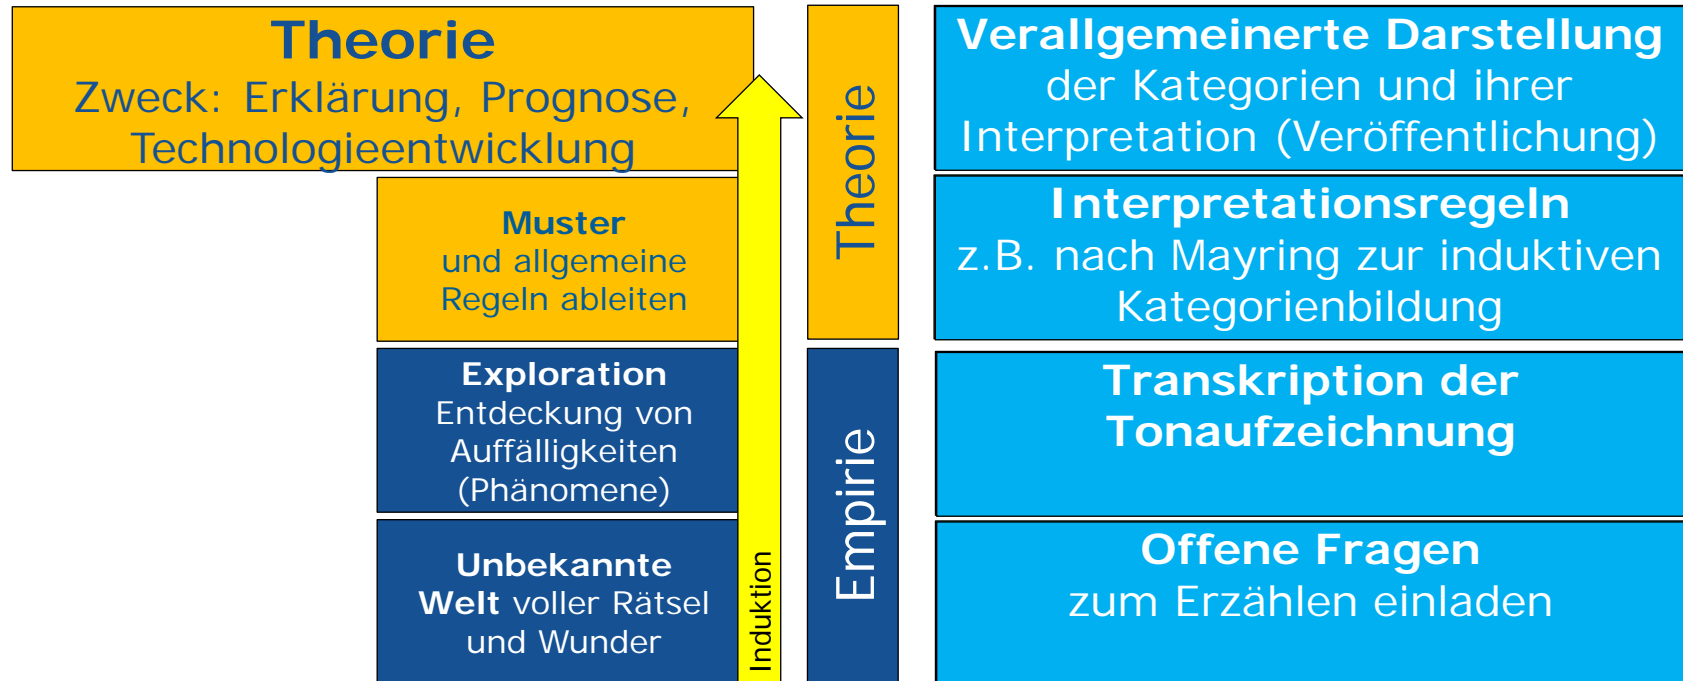 Theorie
Zweck: Erklärung, Prognose,
Technologieentwicklung
Muster
und allgemeine
Regeln ableiten
Exploration
Entdeckung von
Auffälligkeiten
(Phänomene)
Unbekannte
Welt voller Rätsel
und Wunder
Induktion
Theorie
Empirie
Verallgemeinerte Darstellung
der Kategorien und ihrer
Interpretation (Veröffentlichung)
Interpretationsregeln
z.B. nach Mayring zur induktiven
Kategorienbildung
Transkription der
Tonaufzeichnung
Offene Fragen
zum Erzählen einladen